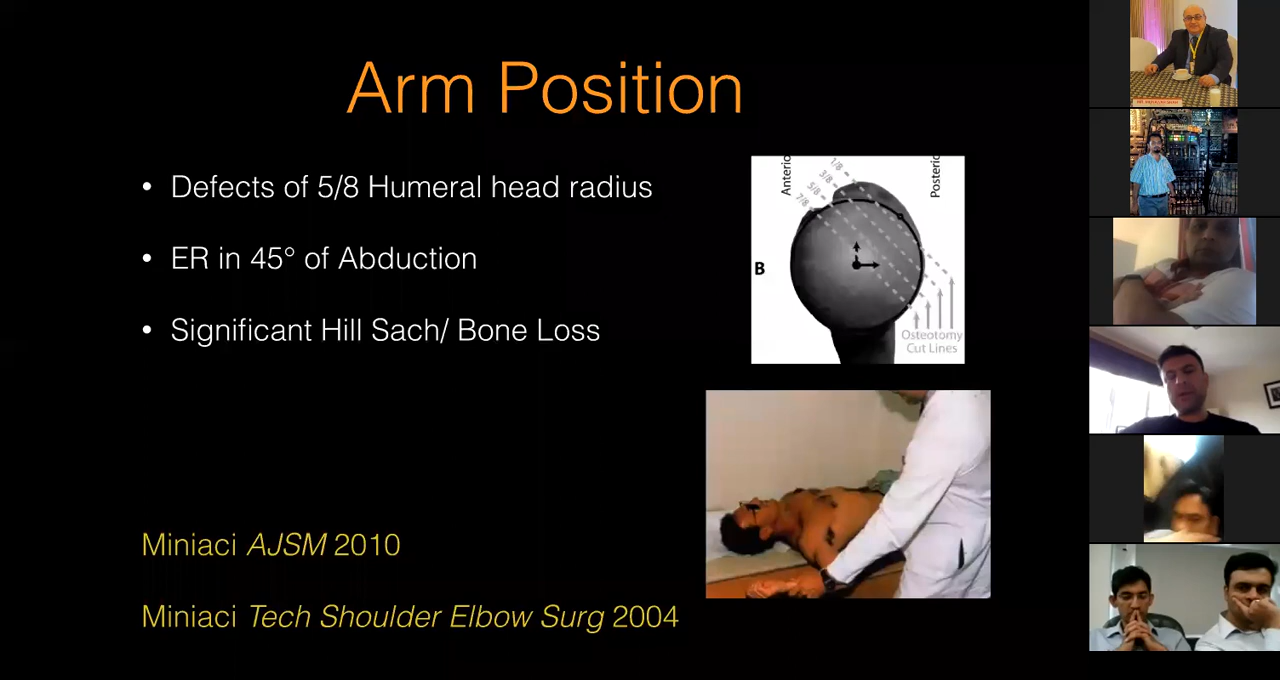 Arm Position
• Defects of 5/8 Humeral head radius
• ER in 45° of Abduction
• Significant Hill Sach/ Bone Loss
Miniaci AJSM 2010
Miniaci Tech Shoulder Elbow Surg 2004
Anterio
Posterio
1/8
3/8
5/8
7/8
B
Osteotomy
Cut Lines